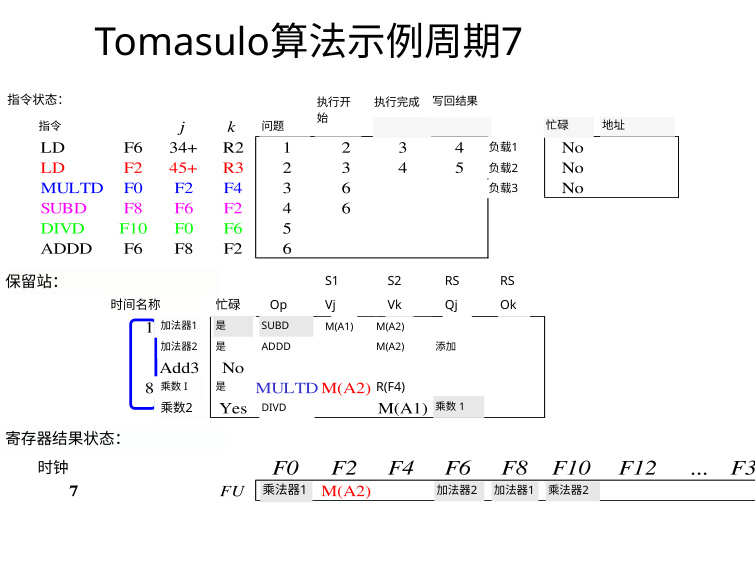 Tomasulo算法示例周期7
指令状态：
执行开始 执行完成 写回结果
指令 j k 问题 忙碌 地址
LD F6 34+ R2 1 2 3 4 负载1 No
LD F2 45+ R3 2 3 4 5 负载2 No
MULTD F0 F2 F4 3 6 负载3 No
SUBD F8 F6 F2 4 6
DIVD F10 F0 F6 5
ADDD F6 F8 F2 6
保留站： S1 S2 RS RS
时间名称 忙碌 Op Vj Vk Qj Ok
1 加法器1 是 SUBD M(A1) M(A2)
加法器2 是 ADDD M(A2) 添加
Add3 No
8 乘数 I 是 MULTD M(A2) R(F4)
乘数2 Yes DIVD M(A1) 乘数 1
寄存器结果状态：
时钟 F0 F2 F4 F6 F8 F10 F12 ... F3
7 FU 乘法器1 M(A2) 加法器2 加法器1 乘法器2